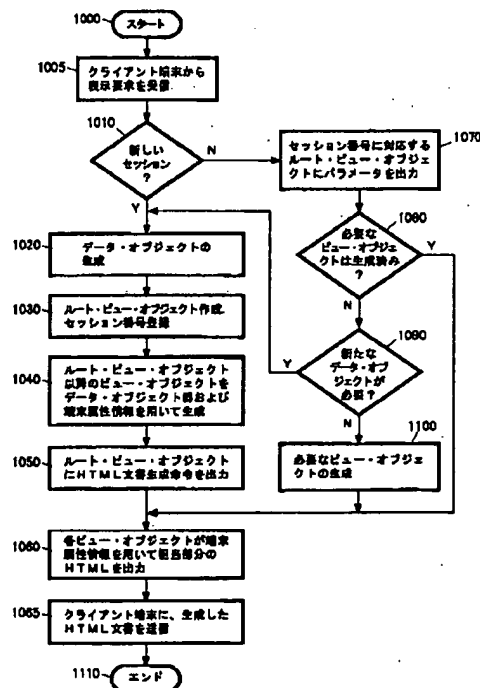 1000
スタート
1005
クライアント端末から
表示要求を受信
1010
新しい
セッション
?
N
Y
1070
セッション番号に対応する
ルート・ビュー・オブジェ
クトにパラメータを出力
1080
必要な
ビュー・オブジェクト
は生成済み
?
Y
N
1020
データ・オブジェクトの
生成
1030
ルート・ビュー・オブジェクト作成、
セッション番号登録
1090
新たな
データ・オブ
ジェクトが
必要?
Y
N
1040
ルート・ビュー・オブジェクト
以降のビュー・オブジェクトを
データ・オブジェクト群および
端末属性情報を用いて生成
1100
必要なビュー・オブジェ
クトの生成
1050
ルート・ビュー・オブジェクト
にHTML文書生成命令を出力
1060
各ビュー・オブジェクトが端末
属性情報を用いて担当部分の
HTMLを出力
1065
クライアント端末に、生成した
HTML文書を送信
1110
エンド